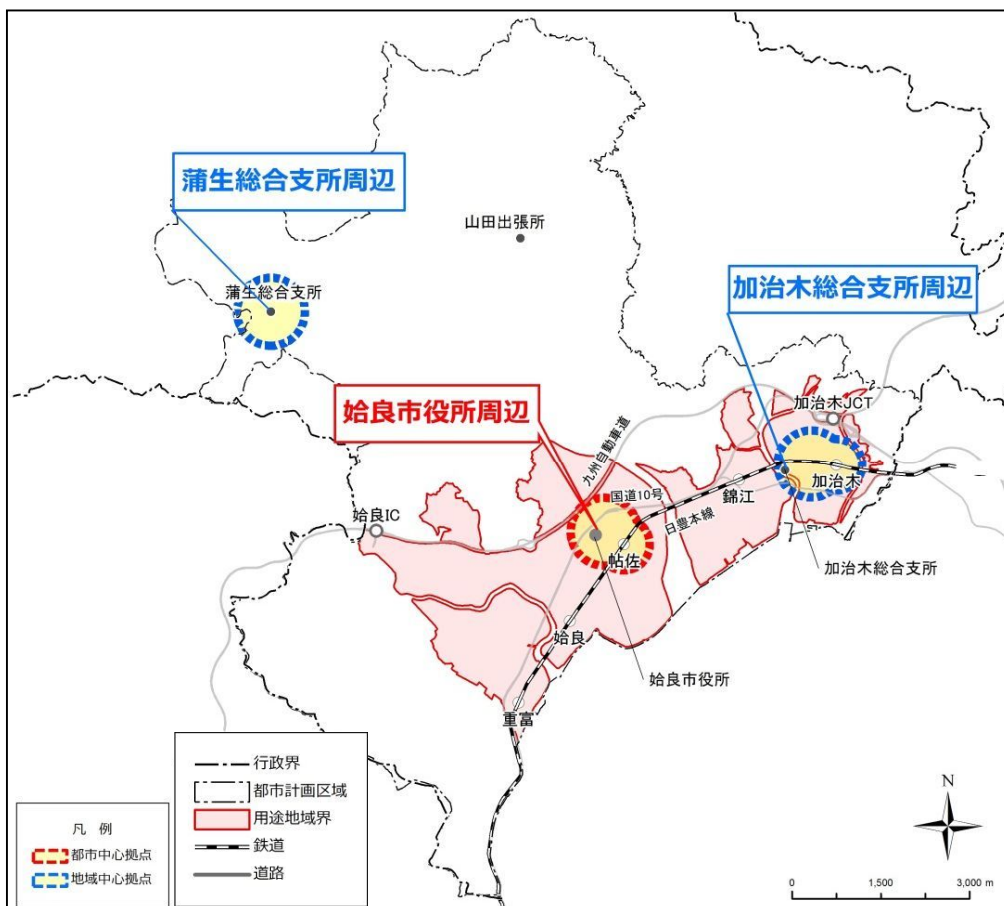 蒲生総合支所周辺
山田出張所
加治木総合支所周辺
蒲生総合支所
姶良市役所周辺
九州自動車道
加治木JCT
国道10号
錦江
加治木
日豊本線
姶良IC
帖佐
加治木総合支所
姶良
姶良市役所
重富
行政界
都市計画区域
用途地域界
鉄道
道路
凡 例
都市中心拠点
地域中心拠点
N
0 1,500 3,000 m